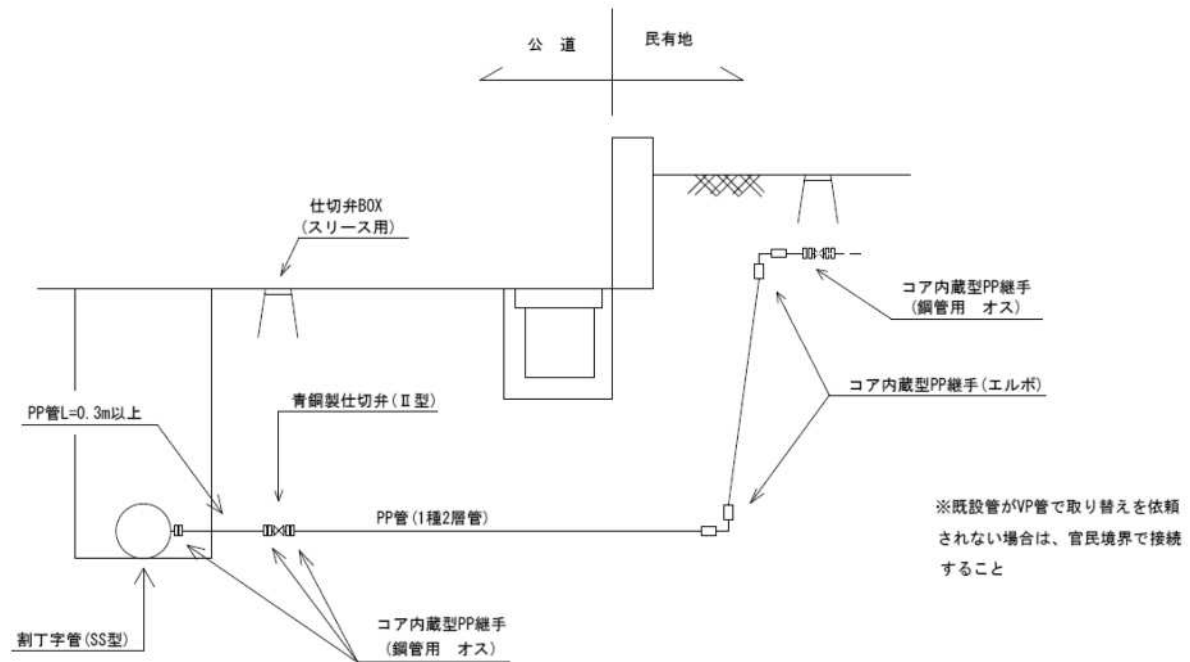 公　道
民有地
仕切弁BOX
(スリース用)
コア内蔵型PP継手
(鋼管用　オス)
青銅製仕切弁(Ⅱ型)
コア内蔵型PP継手(エルボ)
PP管L=0.3m以上
PP管(1種2層管)
※既設管がVP管で取り替えを依頼
されない場合は、官民境界で接続
すること
割丁字管(SS型)
コア内蔵型PP継手
(鋼管用　オス)